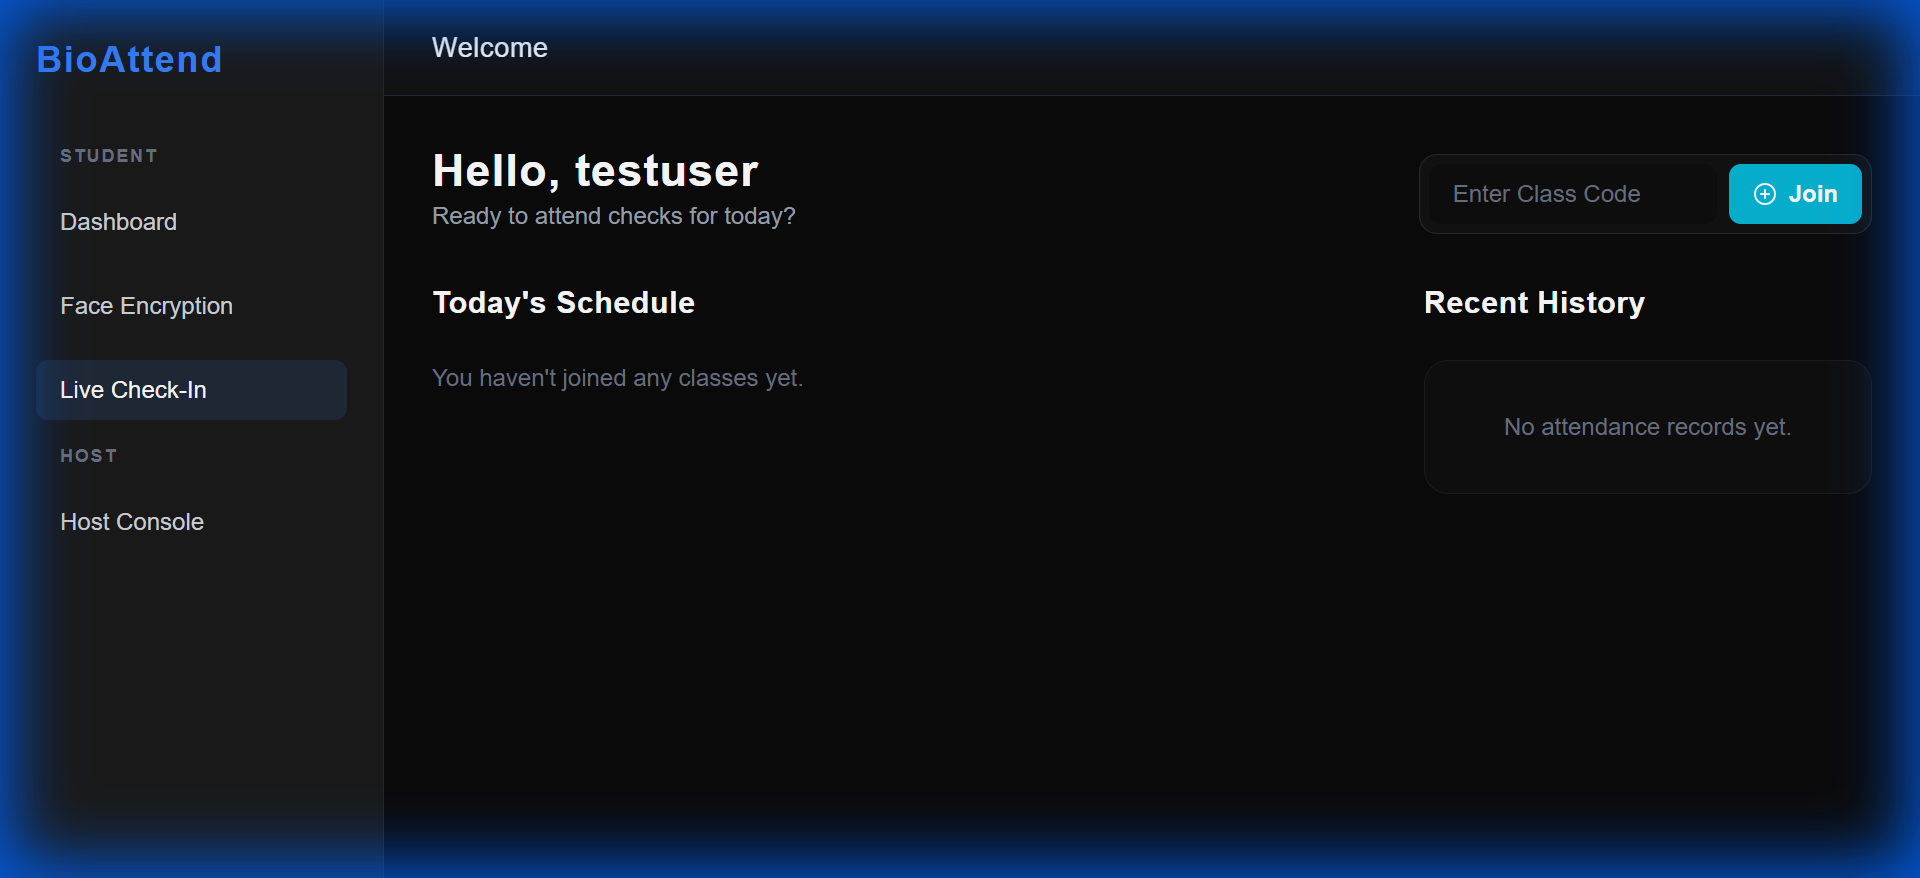 BioAttend
STUDENT
Dashboard
Face Encryption
Live Check-In
HOST
Host Console
Welcome
Hello, testuser
Ready to attend checks for today?
Enter Class Code
Join
Today's Schedule
You haven't joined any classes yet.
Recent History
No attendance records yet.